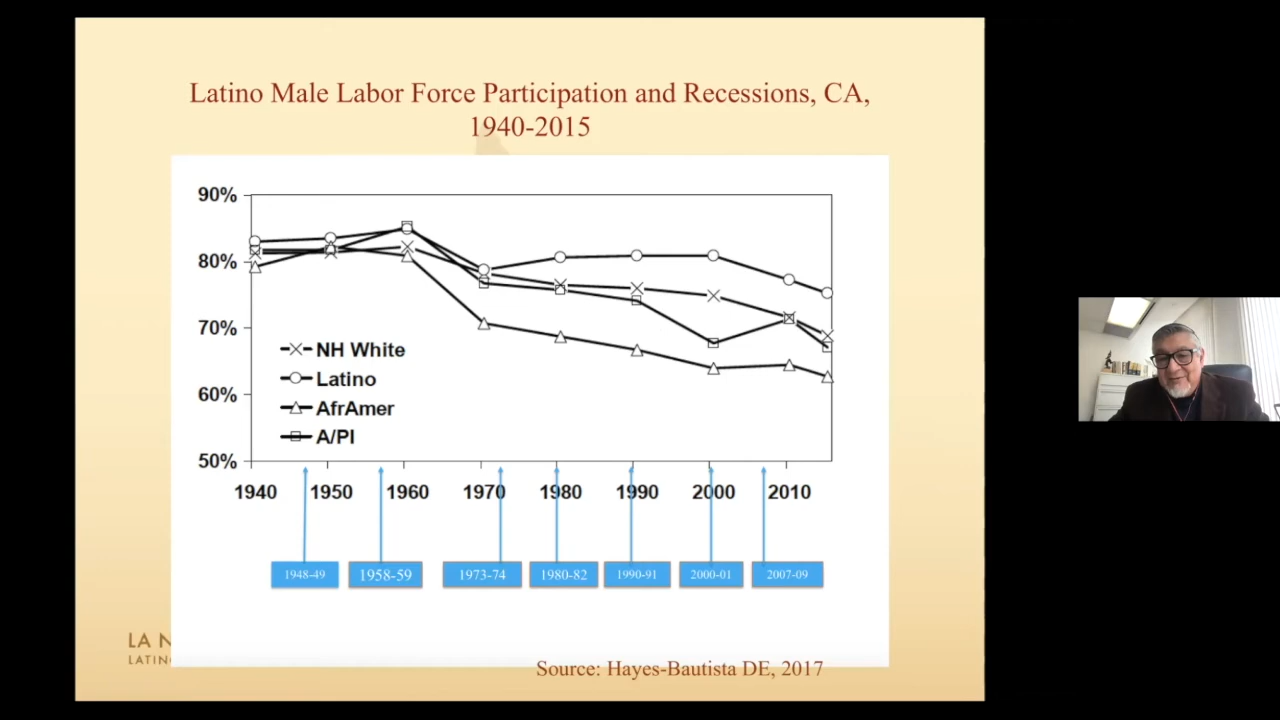 Latino Male Labor Force Participation and Recessions, CA,
1940-2015
90%
80%
70%
60%
50%
NH White
Latino
AfrAmer
A/PI
1940 1950 1960 1970 1980 1990 2000 2010
1948-49 1958-59 1973-74 1980-82 1990-91 2000-01 2007-09
LA N
LATIN
Source: Hayes-Bautista DE, 2017